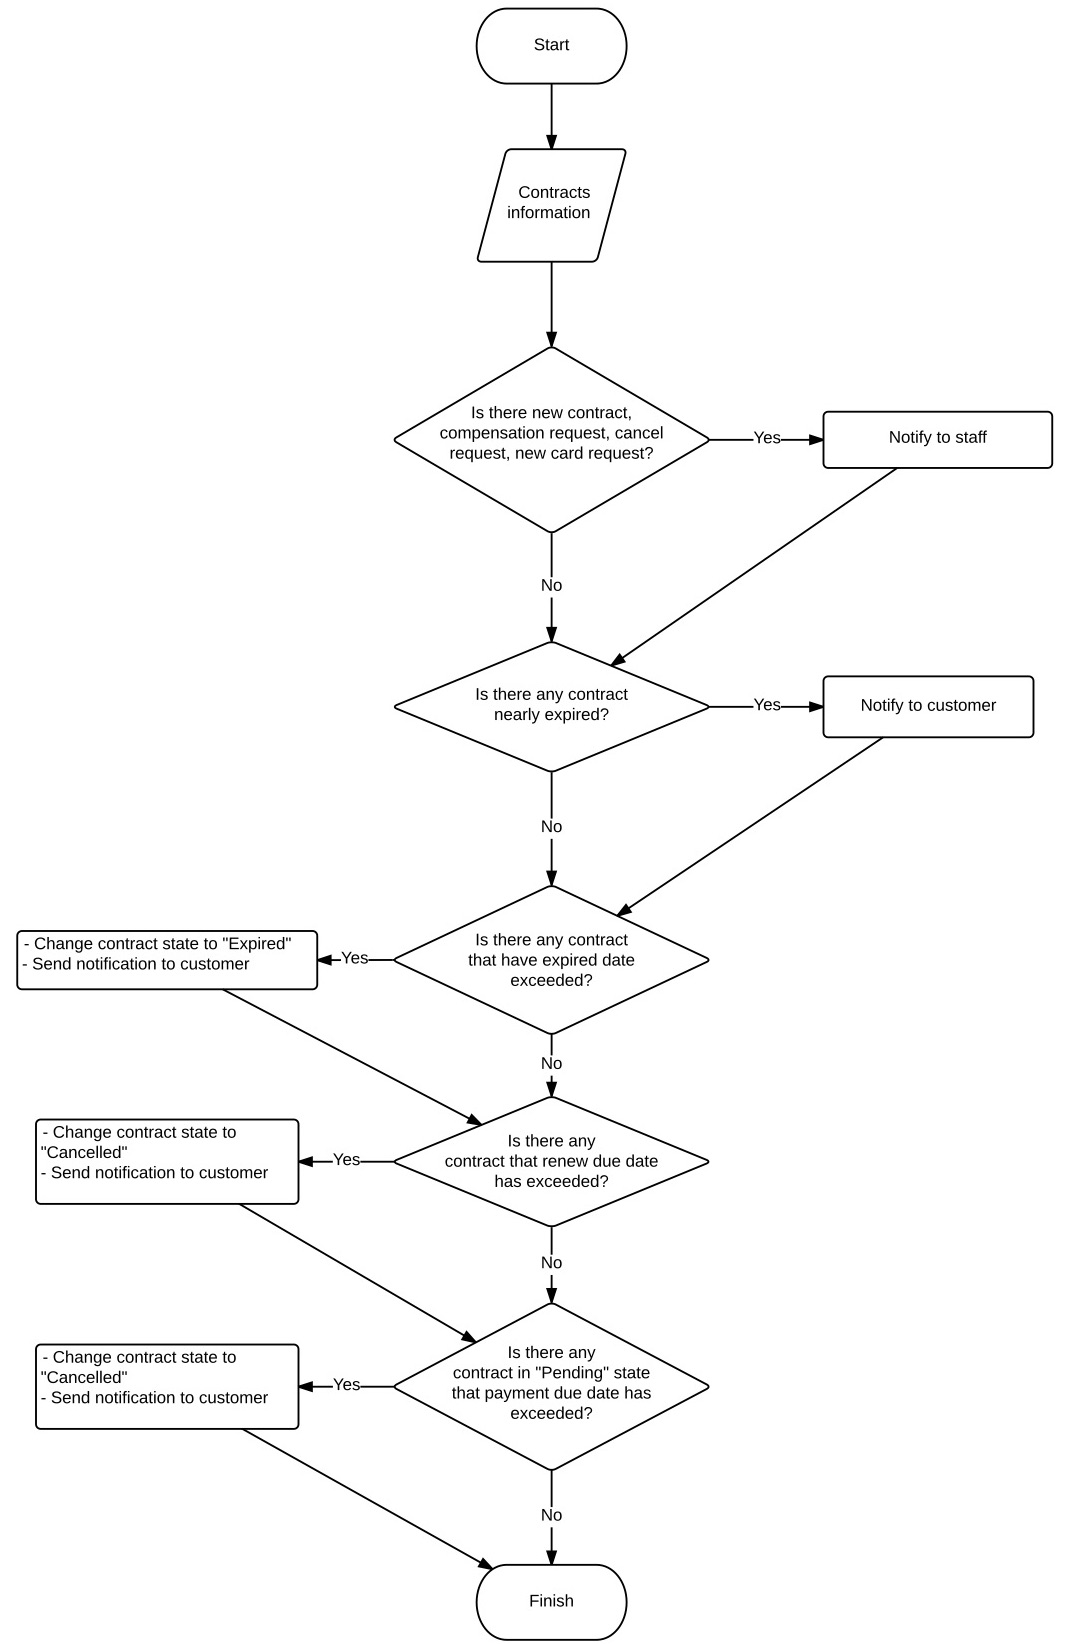 Start
Contracts
information
Is there new contract,
compensation request, cancel
request, new card request?
Yes
Notify to staff
No
Is there any contract
nearly expired?
Yes
Notify to customer
No
Is there any contract
that have expired date
exceeded?
Yes
- Change contract state to "Expired"
- Send notification to customer
No
Is there any
contract that renew due date
has exceeded?
Yes
- Change contract state to
"Cancelled"
- Send notification to customer
No
Is there any
contract in "Pending" state
that payment due date has
exceeded?
Yes
- Change contract state to
"Cancelled"
- Send notification to customer
No
Finish